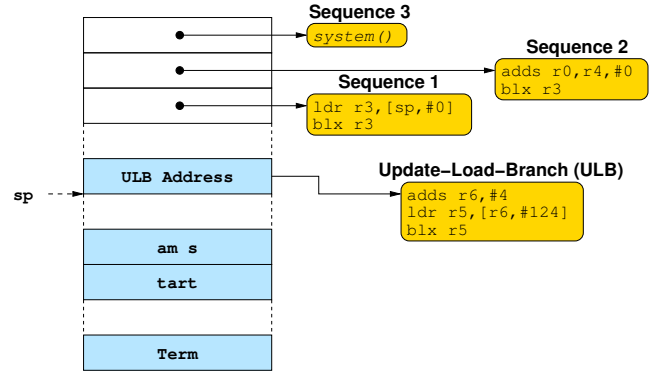 Sequence 3
system()
Sequence 2
adds r0,r4,#0
blx r3
Sequence 1
ldr r3,[sp,#0]
blx r3
Update-Load-Branch (ULB)
ULB Address
adds r6,#4
ldr r5,[r6,#124]
blx r5
sp
am s
tart
Term